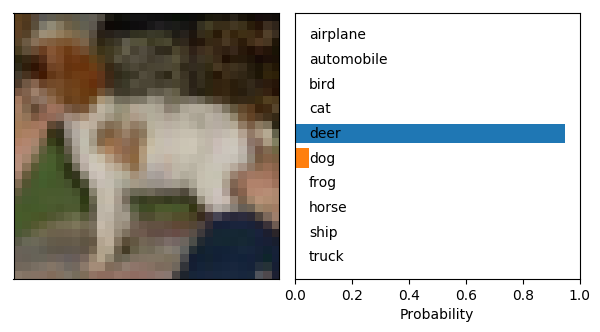 airplane
automobile
bird
cat
deer
dog
frog
horse
ship
truck
0.0 0.2 0.4 0.6 0.8 1.0
Probability